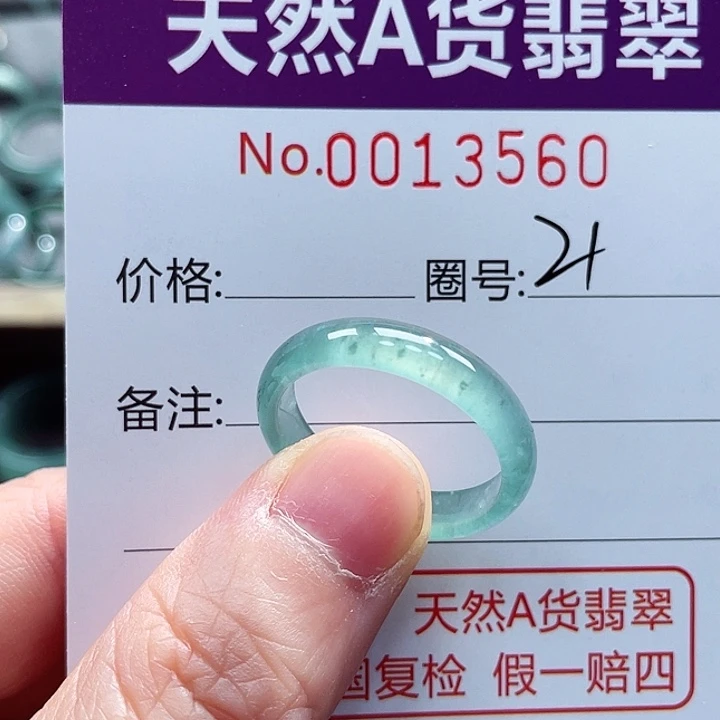 天然A货翡翠
No.0013560
价格: 圈号: 21
备注:
天然A货翡翠
国复检 假一赔四